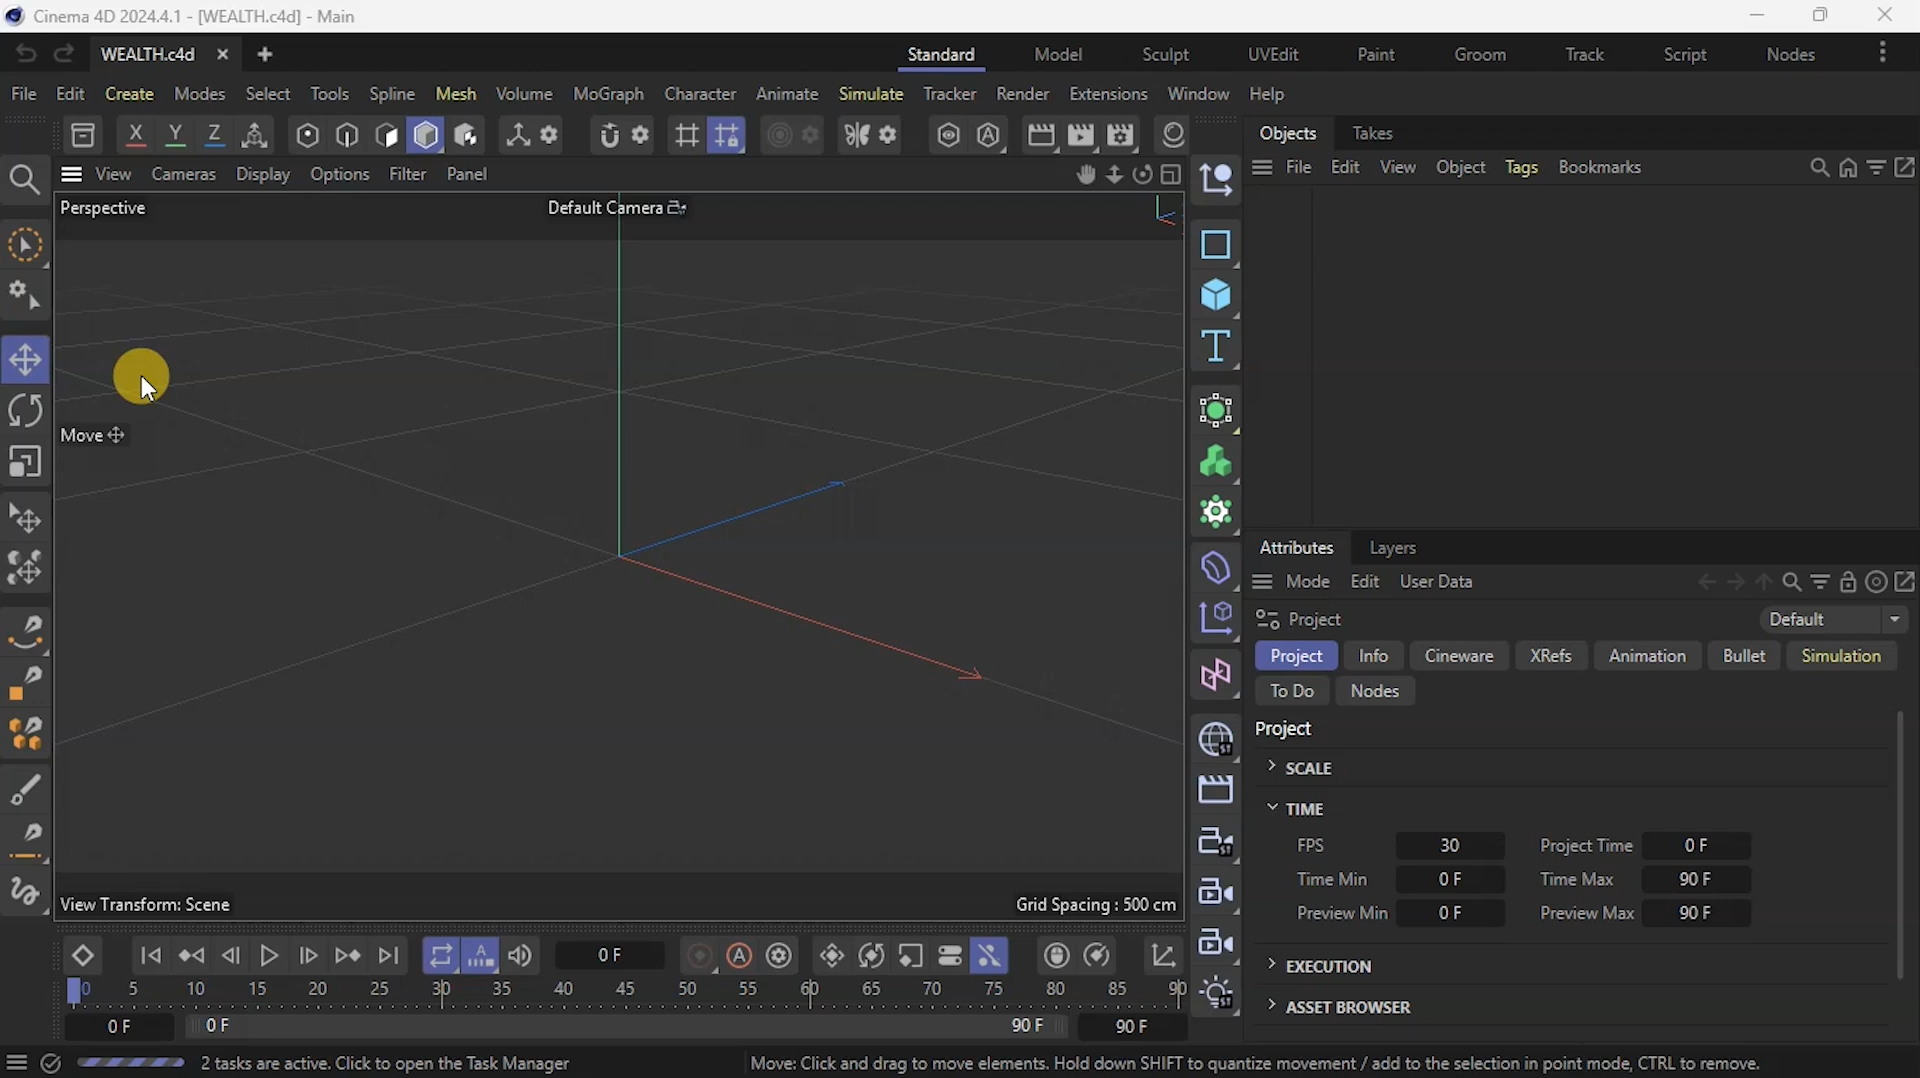 Cinema 4D 2024.4.1 - [WEALTH.c4d] - Main
WEALTH.c4d
Standard Model Sculpt UVEdit Paint Groom Track Script Nodes
File Edit Create Modes Select Tools Spline Mesh Volume MoGraph Character Animate Simulate Tracker Render Extensions Window Help
X Y Z
Objects Takes
View Cameras Display Options Filter Panel
File Edit View Object Tags Bookmarks
Perspective
Default Camera
Move
Attributes Layers
Mode Edit User Data
Project
Default
Project Info Cineware XRefs Animation Bullet Simulation
To Do Nodes
Project
SCALE
TIME
FPS 30 Project Time 0 F
Time Min 0 F Time Max 90 F
Preview Min 0 F Preview Max 90 F
EXECUTION
ASSET BROWSER
View Transform: Scene
Grid Spacing : 500 cm
0 F
0 5 10 15 20 25 30 35 40 45 50 55 60 65 70 75 80 85 90
0 F 0 F 90 F 90 F
2 tasks are active. Click to open the Task Manager
Move: Click and drag to move elements. Hold down SHIFT to quantize movement / add to the selection in point mode, CTRL to remove.